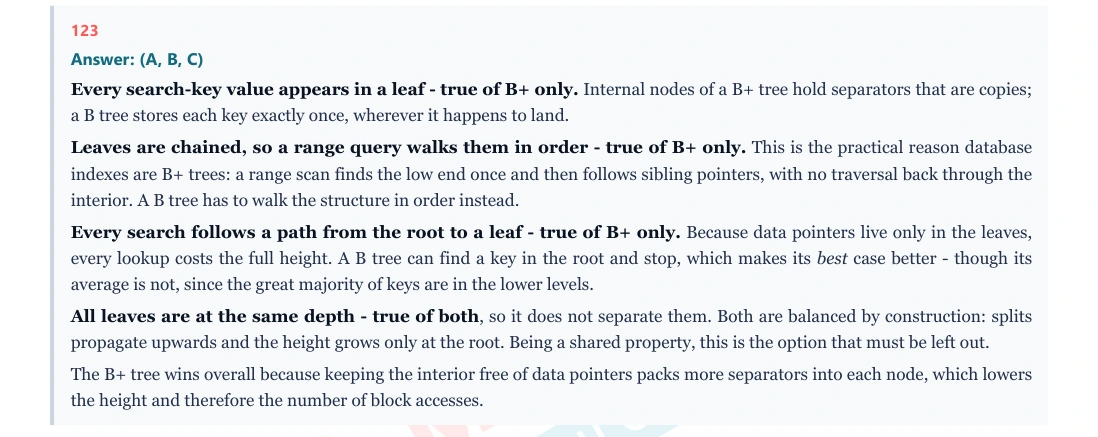 123
Answer: (A, B, C)
Every search-key value appears in a leaf - true of B+ only. Internal nodes of a B+ tree hold separators that are copies;
a B tree stores each key exactly once, wherever it happens to land.
Leaves are chained, so a range query walks them in order - true of B+ only. This is the practical reason database
indexes are B+ trees: a range scan finds the low end once and then follows sibling pointers, with no traversal back through the
interior. A B tree has to walk the structure in order instead.
Every search follows a path from the root to a leaf - true of B+ only. Because data pointers live only in the leaves,
every lookup costs the full height. A B tree can find a key in the root and stop, which makes its best case better - though its
average is not, since the great majority of keys are in the lower levels.
All leaves are at the same depth - true of both, so it does not separate them. Both are balanced by construction: splits
propagate upwards and the height grows only at the root. Being a shared property, this is the option that must be left out.
The B+ tree wins overall because keeping the interior free of data pointers packs more separators into each node, which lowers
the height and therefore the number of block accesses.